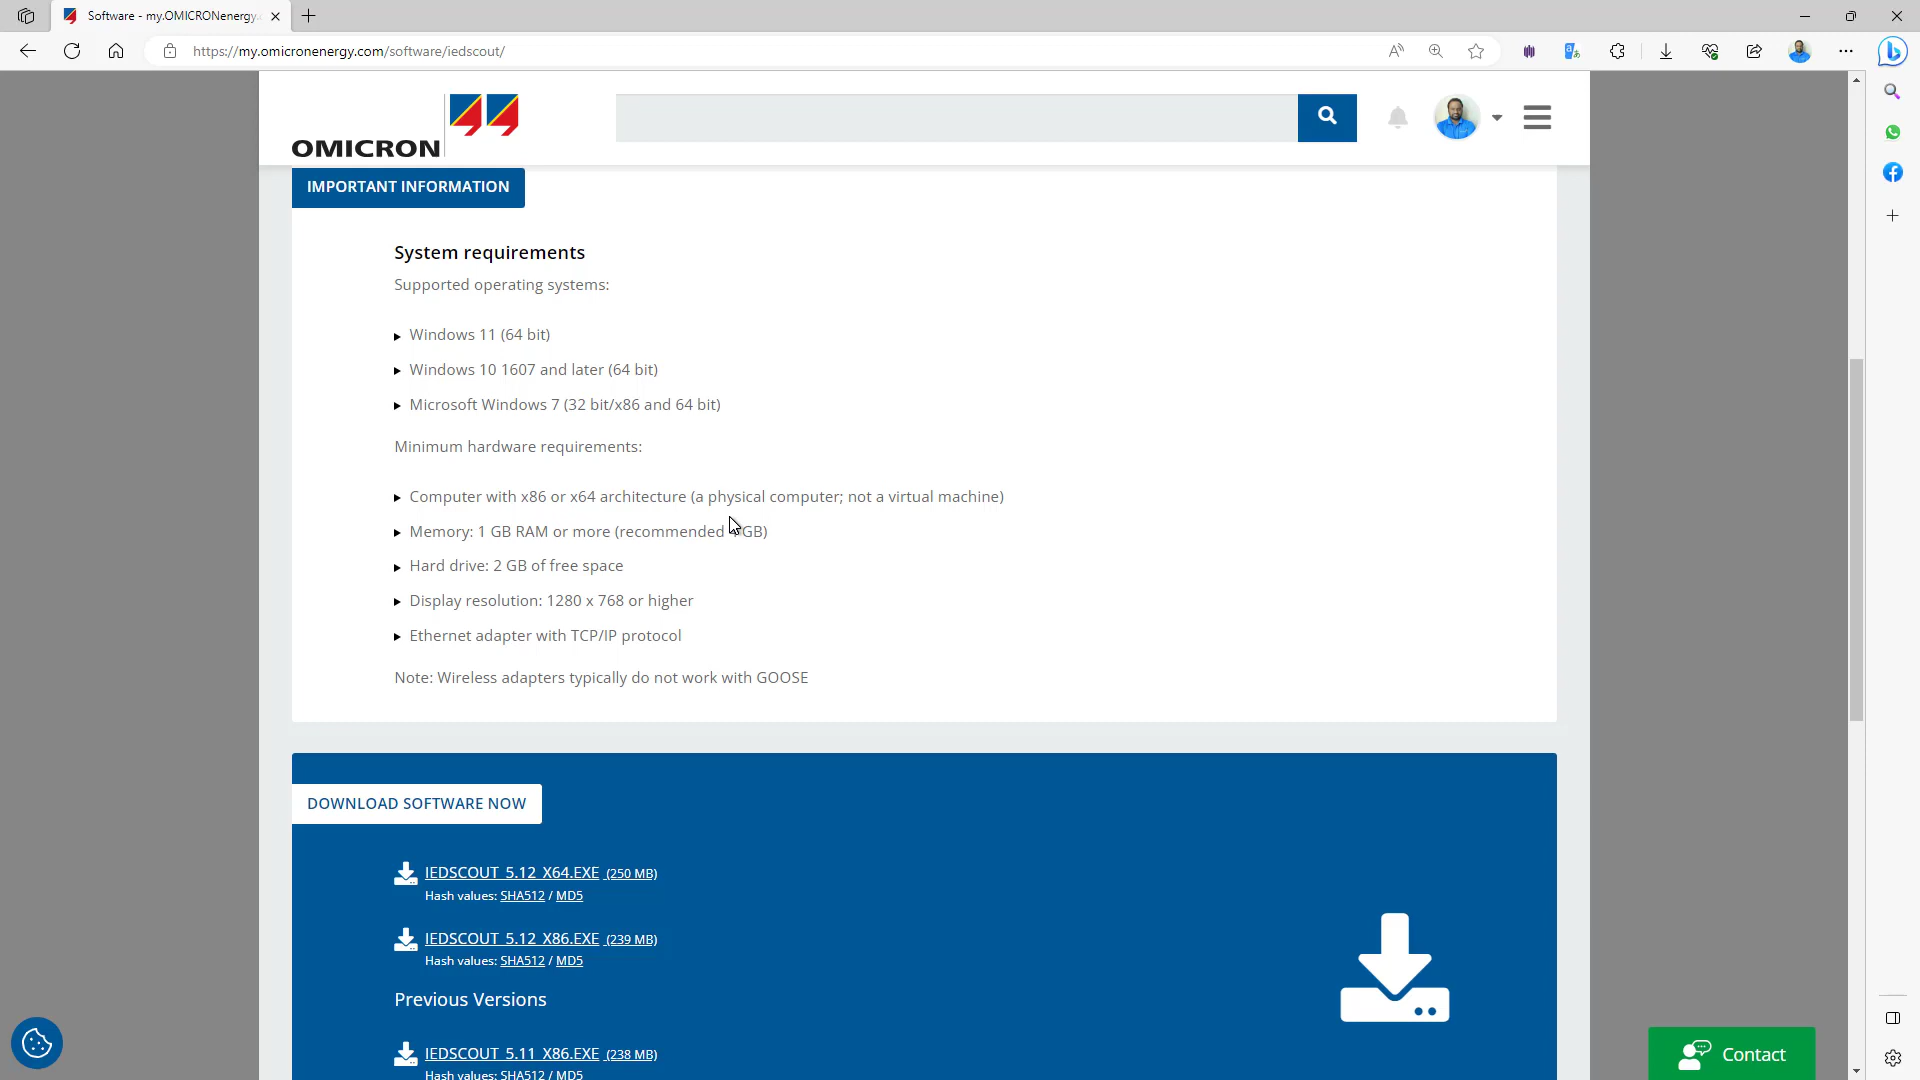 Software - my.OMICRONenergy.
https://my.omicronenergy.com/software/iedscout/
OMICRON
IMPORTANT INFORMATION
System requirements
Supported operating systems:
Windows 11 (64 bit)
Windows 10 1607 and later (64 bit)
Microsoft Windows 7 (32 bit/x86 and 64 bit)
Minimum hardware requirements:
Computer with x86 or x64 architecture (a physical computer; not a virtual machine)
Memory: 1 GB RAM or more (recommended GB)
Hard drive: 2 GB of free space
Display resolution: 1280 x 768 or higher
Ethernet adapter with TCP/IP protocol
Note: Wireless adapters typically do not work with GOOSE
DOWNLOAD SOFTWARE NOW
IEDSCOUT_5.12_X64.EXE (250 MB)
Hash values: SHA512 / MD5
IEDSCOUT_5.12_X86.EXE (239 MB)
Hash values: SHA512 / MD5
Previous Versions
IEDSCOUT_5.11_X86.EXE (238 MB)
Hash values: SHA512 / MD5
Contact